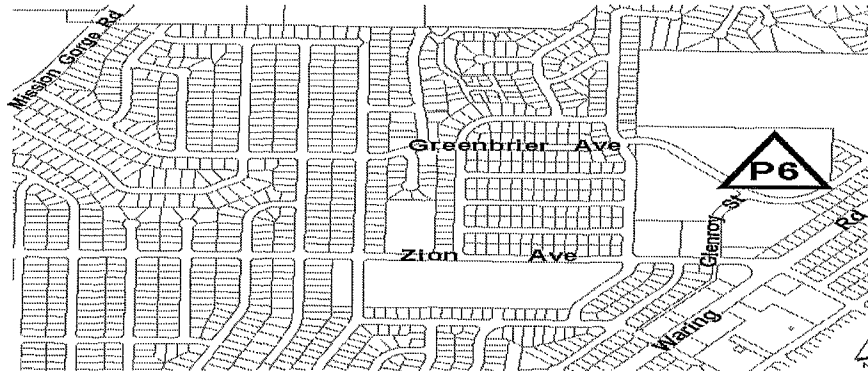 Mission Gorge Rd
Greenbrier Ave
P6
Glenroy St
Rd
Zion Ave
Waring